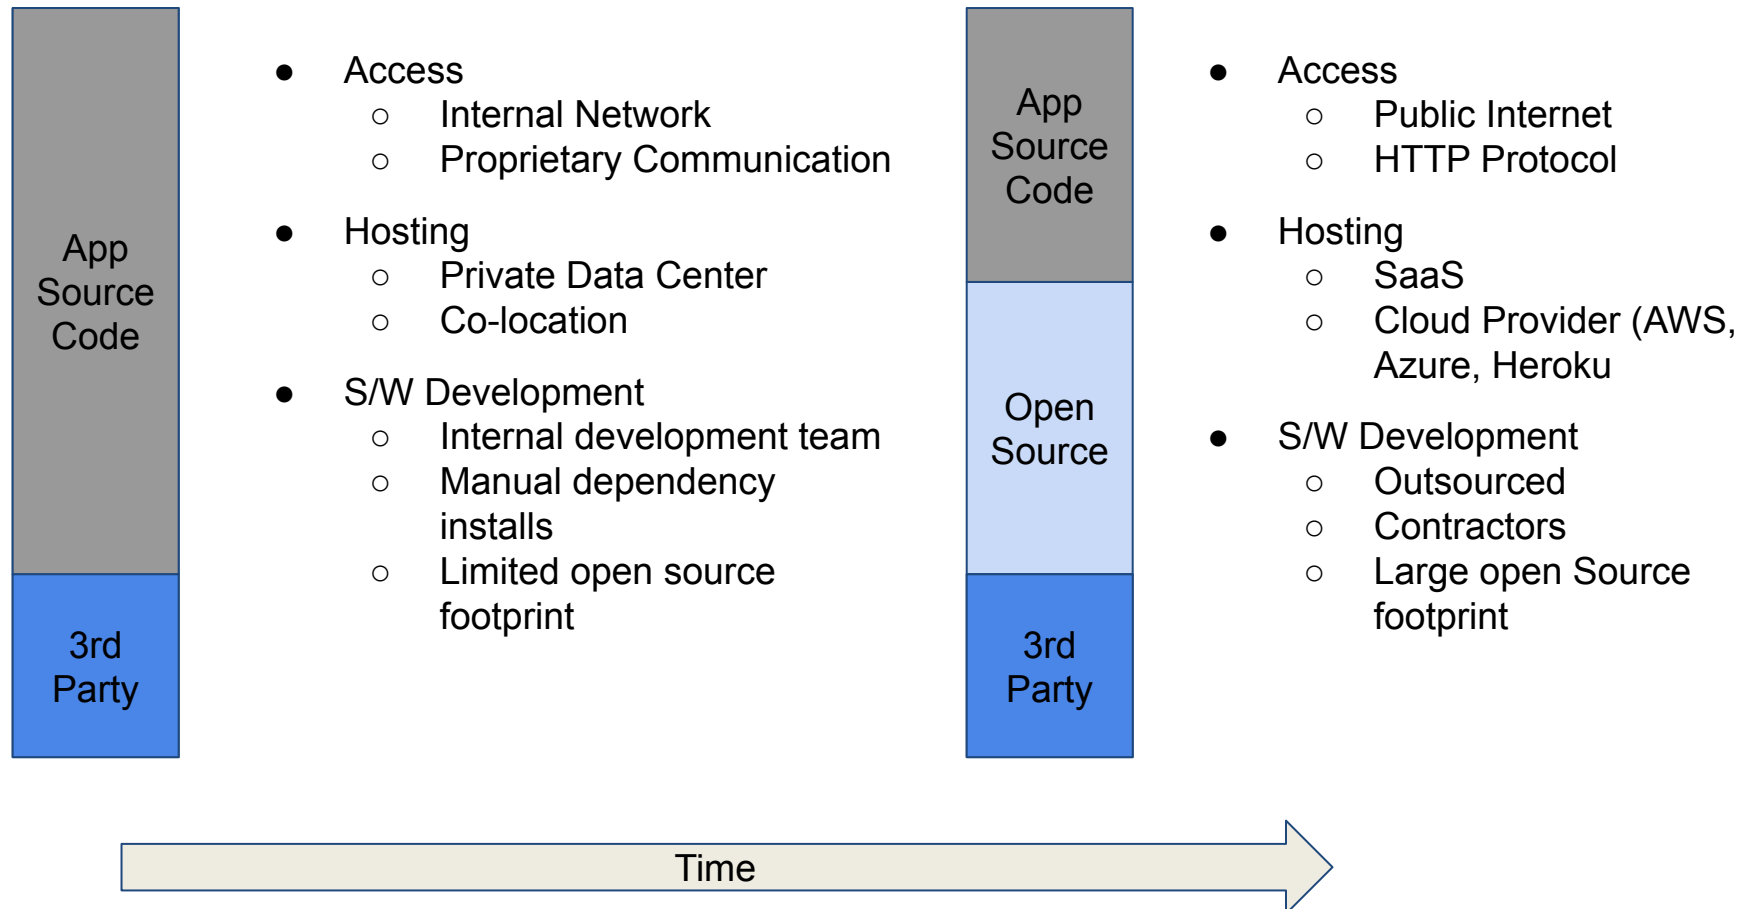 App
Source
Code
3rd
Party
● Access
○ Internal Network
○ Proprietary Communication
● Hosting
○ Private Data Center
○ Co-location
● S/W Development
○ Internal development team
○ Manual dependency
installs
○ Limited open source
footprint
App
Source
Code
Open
Source
3rd
Party
● Access
○ Public Internet
○ HTTP Protocol
● Hosting
○ SaaS
○ Cloud Provider (AWS,
Azure, Heroku
● S/W Development
○ Outsourced
○ Contractors
○ Large open Source
footprint
Time